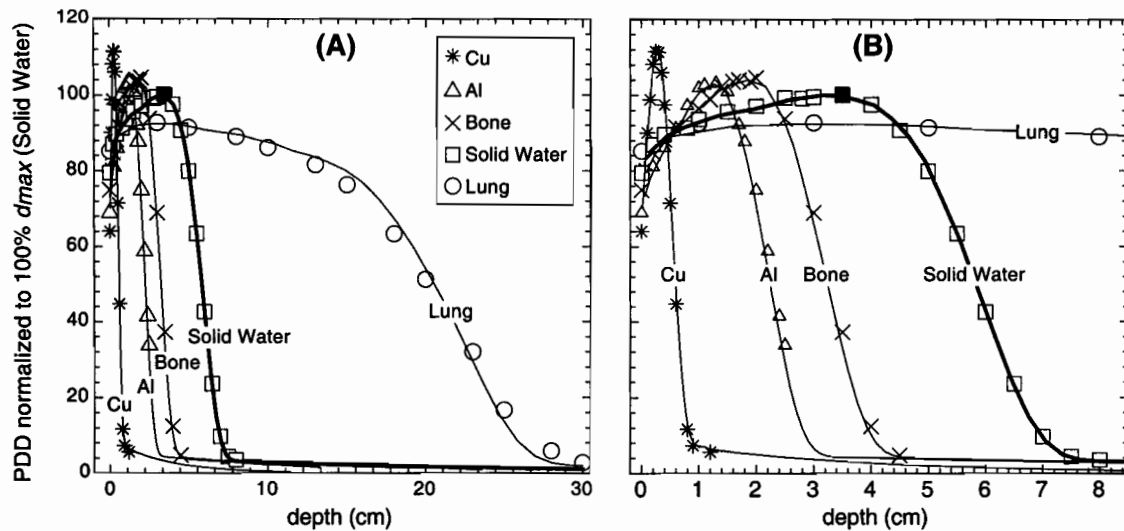 PDD normalized to 100% dmax (Solid Water)
120
100
80
60
40
20
0
(A)
Cu
Al
Bone
Solid Water
Lung
Cu
Al
Bone
Solid Water
Lung
0
10
20
30
depth (cm)
(B)
Cu
Al
Bone
Solid Water
Lung
0
1
2
3
4
5
6
7
8
depth (cm)